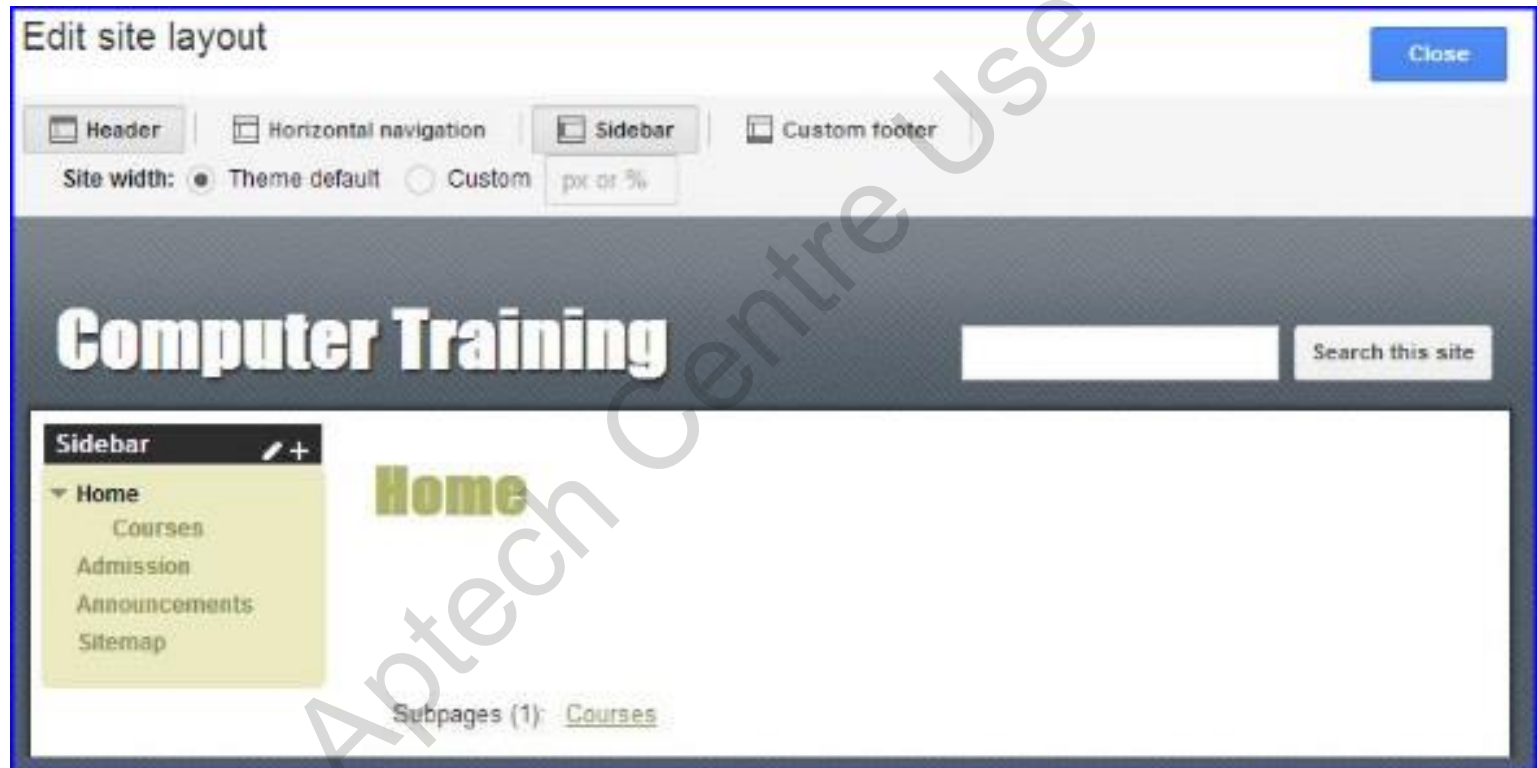 Edit site layout
Close
Header Horizontal navigation Sidebar Custom footer
Site width: Theme default Custom px or %
Computer Training
Search this site
Sidebar
Home
Home
Courses
Admission
Announcements
Sitemap
Subpages (1): Courses
Aptech Centre Use